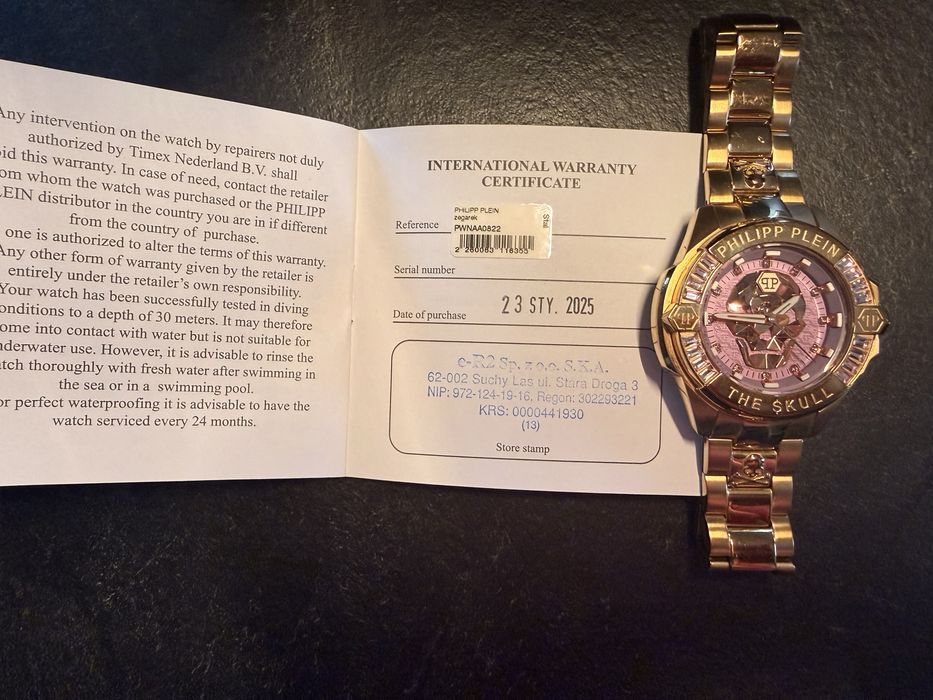 Any intervention on the watch by repairers not duly
authorized by Timex Nederland B.V. shall
this warranty. In case of need, contact the retailer
whom the watch was purchased or the PHILIPP
distributor in the country you are in if different
from the country of purchase.
one is authorized to alter the terms of this warranty.
Any other form of warranty given by the retailer is
entirely under the retailer's own responsibility.
Your watch has been successfully tested in diving
to a depth of 30 meters. It may therefore
come into contact with water but is not suitable for
underwater use. However, it is advisable to rinse the
thoroughly with fresh water after swimming in
the sea or in a swimming pool.
perfect waterproofing it is advisable to have the
watch serviced every 24 months.
INTERNATIONAL WARRANTY
CERTIFICATE
Reference
PHILIPP PLEIN
zegarek
PWNAA0822
Stal
Serial number
Date of purchase
23 STY. 2025
e-R2 Sp. z o.o. S.K.A.
62-002 Suchy Las ul. Stara Droga 3
NIP: 972-124-19-16, Regon: 302293221
KRS: 0000441930
(13)
Store stamp
PHILIPP PLEIN
THE $KULL